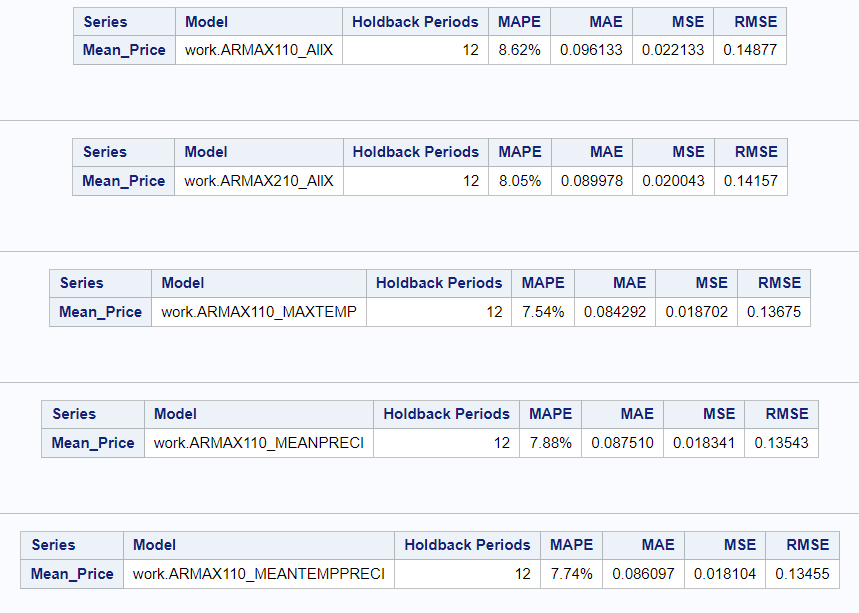 Series Model Holdback Periods MAPE MAE MSE RMSE
Mean_Price work.ARMAX110_AllX 12 8.62% 0.096133 0.022133 0.14877
Series Model Holdback Periods MAPE MAE MSE RMSE
Mean_Price work.ARMAX210_AllX 12 8.05% 0.089978 0.020043 0.14157
Series Model Holdback Periods MAPE MAE MSE RMSE
Mean_Price work.ARMAX110_MAXTEMP 12 7.54% 0.084292 0.018702 0.13675
Series Model Holdback Periods MAPE MAE MSE RMSE
Mean_Price work.ARMAX110_MEANPRECI 12 7.88% 0.087510 0.018341 0.13543
Series Model Holdback Periods MAPE MAE MSE RMSE
Mean_Price work.ARMAX110_MEANTEMPPRECI 12 7.74% 0.086097 0.018104 0.13455